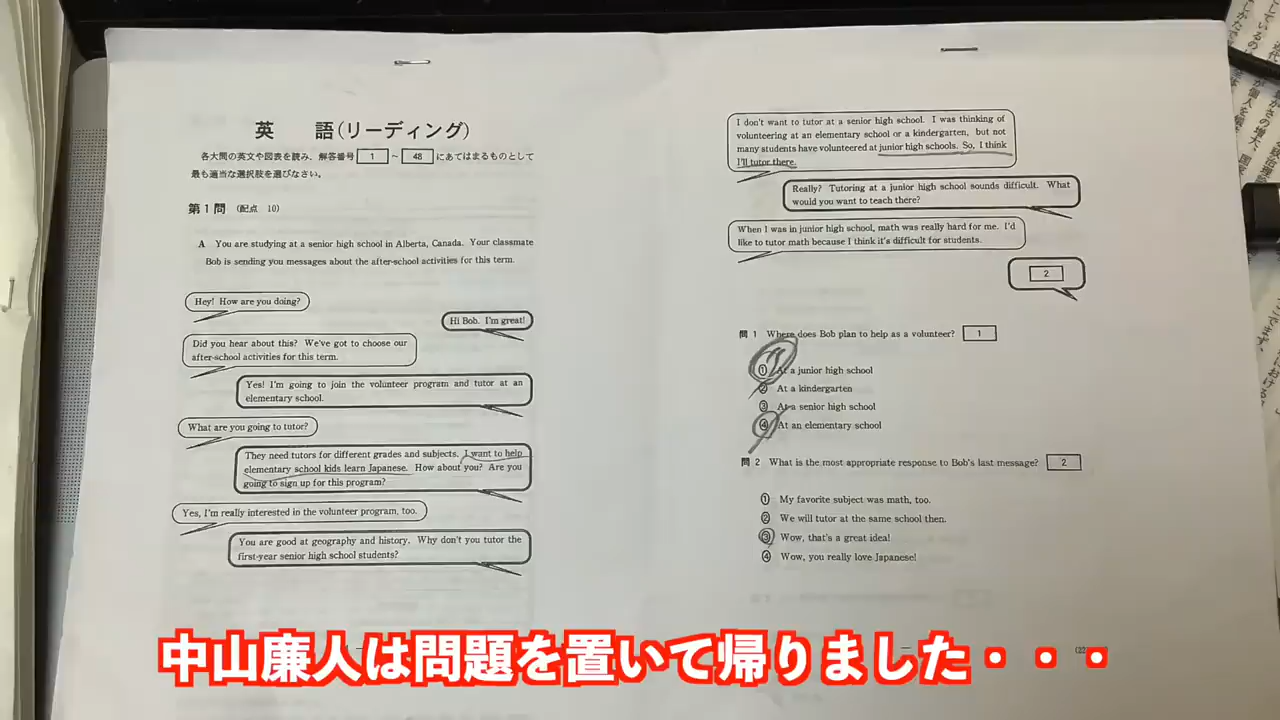 英 語(リーディング)
各大問の英文や図表を読み、解答番号 1 ~ 48 にあてはまるものとして
最も適当な選択肢を選びなさい。
第1問 (配点 10)
A You are studying at a senior high school in Alberta, Canada. Your classmate
Bob is sending you messages about the after-school activities for this term.
Hey! How are you doing?
Hi Bob. I'm great!
Did you hear about this? We've got to choose our
after-school activities for this term.
Yes! I'm going to join the volunteer program and tutor at an
elementary school.
What are you going to tutor?
They need tutors for different grades and subjects. I want to help
elementary school kids learn Japanese. How about you? Are you
going to sign up for this program?
Yes, I'm really interested in the volunteer program, too.
You are good at geography and history. Why don't you tutor the
first-year senior high school students?
I don't want to tutor at a senior high school. I was thinking of
volunteering at an elementary school or a kindergarten, but not
many students have volunteered at junior high schools. So, I think
I'll tutor there.
Really? Tutoring at a junior high school sounds difficult. What
would you want to teach there?
When I was in junior high school, math was really hard for me. I'd
like to tutor math because I think it's difficult for students.
2
問 1 Where does Bob plan to help as a volunteer? 1
① At a junior high school
② At a kindergarten
③ At a senior high school
④ At an elementary school
問 2 What is the most appropriate response to Bob's last message? 2
① My favorite subject was math, too.
② We will tutor at the same school then.
③ Wow, that's a great idea!
④ Wow, you really love Japanese!
中山廉人は問題を置いて帰りました・・・